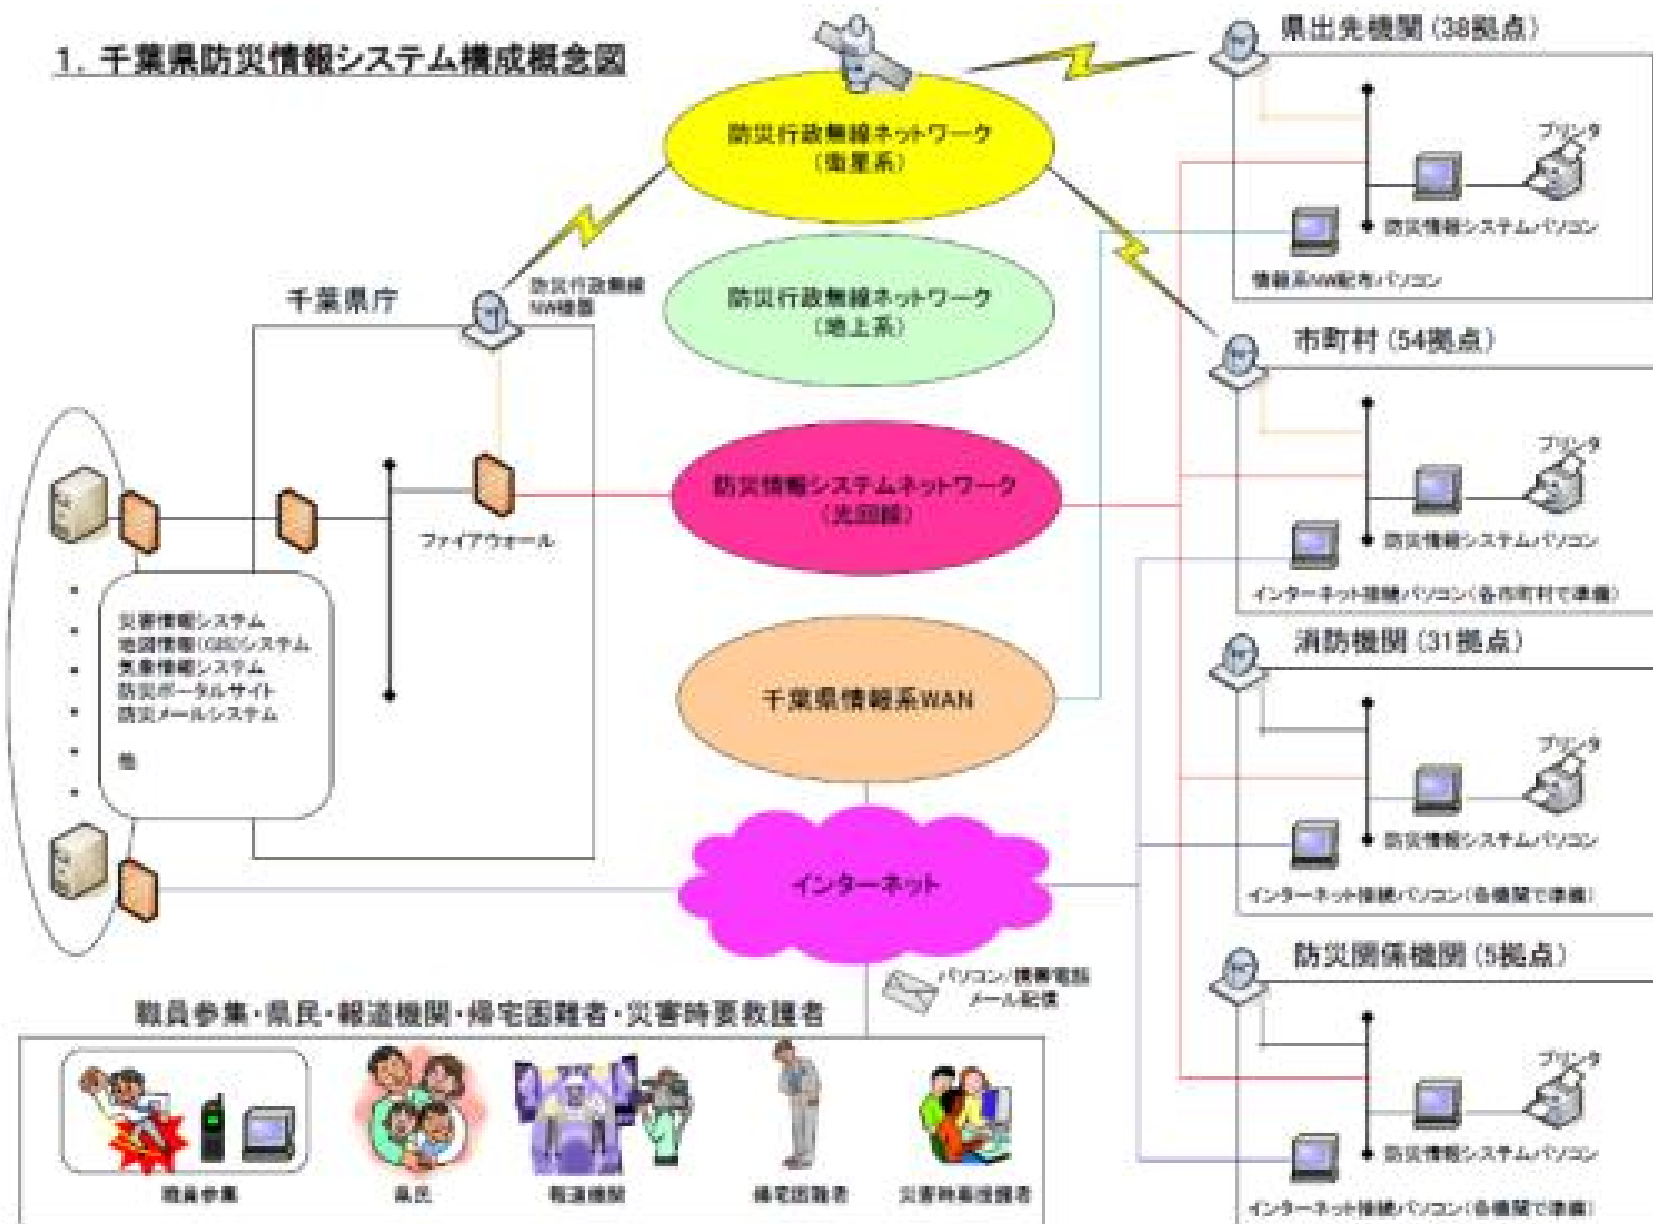 1. 千葉県防災情報システム構成概念図
県出先機関 (38拠点)
防災行政無線ネットワーク
(衛星系)
プリンタ
防災情報システムパソコン
情報系NW配布パソコン
千葉県庁
防災行政無線
NW機器
防災行政無線ネットワーク
(地上系)
市町村 (54拠点)
プリンタ
防災情報システムパソコン
インターネット接続パソコン(各市町村で準備)
防災情報システムネットワーク
(光回線)
ファイアウォール
災害情報システム
地図情報(GIS)システム
気象情報システム
防災ポータルサイト
防災メールシステム
他
千葉県情報系WAN
消防機関 (31拠点)
プリンタ
防災情報システムパソコン
インターネット接続パソコン(各機関で準備)
インターネット
パソコン/携帯電話
メール配信
防災関係機関 (5拠点)
プリンタ
防災情報システムパソコン
インターネット接続パソコン(各機関で準備)
職員参集・県民・報道機関・帰宅困難者・災害時要救護者
職員参集
県民
報道機関
帰宅困難者
災害時要援護者